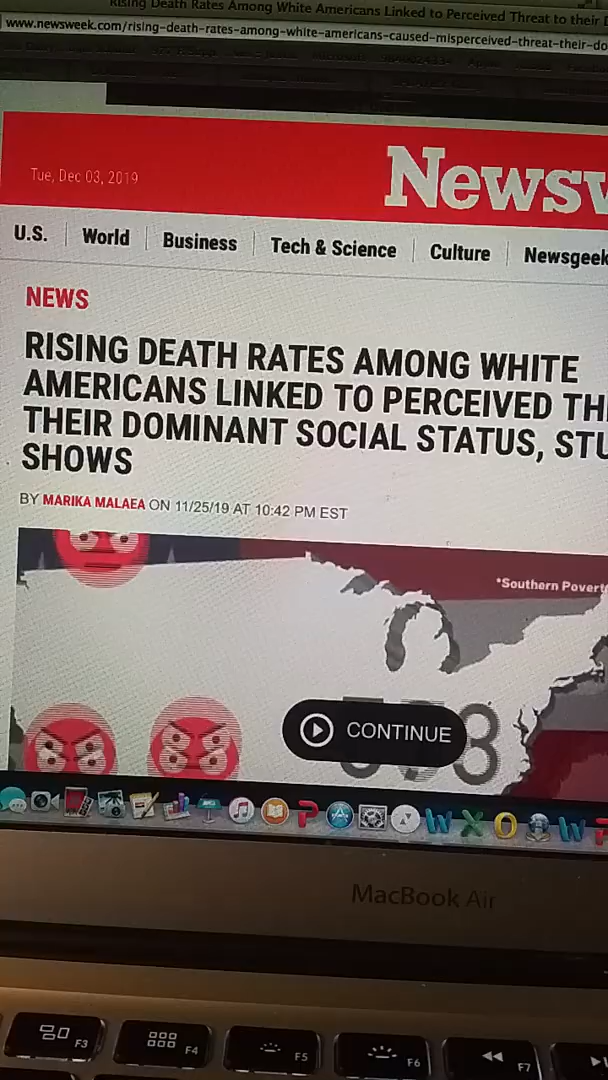 Rising Death Rates Among White Americans Linked to Perceived Threat to their D
www.newsweek.com/rising-death-rates-among-white-americans-caused-misperceived-threat-their-do
Tue, Dec 03, 2019
Newsw
U.S. World Business Tech & Science Culture Newsgeek
NEWS
RISING DEATH RATES AMONG WHITE
AMERICANS LINKED TO PERCEIVED TH
THEIR DOMINANT SOCIAL STATUS, STU
SHOWS
BY MARIKA MALAEA ON 11/25/19 AT 10:42 PM EST
*Southern Povert
CONTINUE
3
MacBook Air
F3 F4 F5 F6 F7